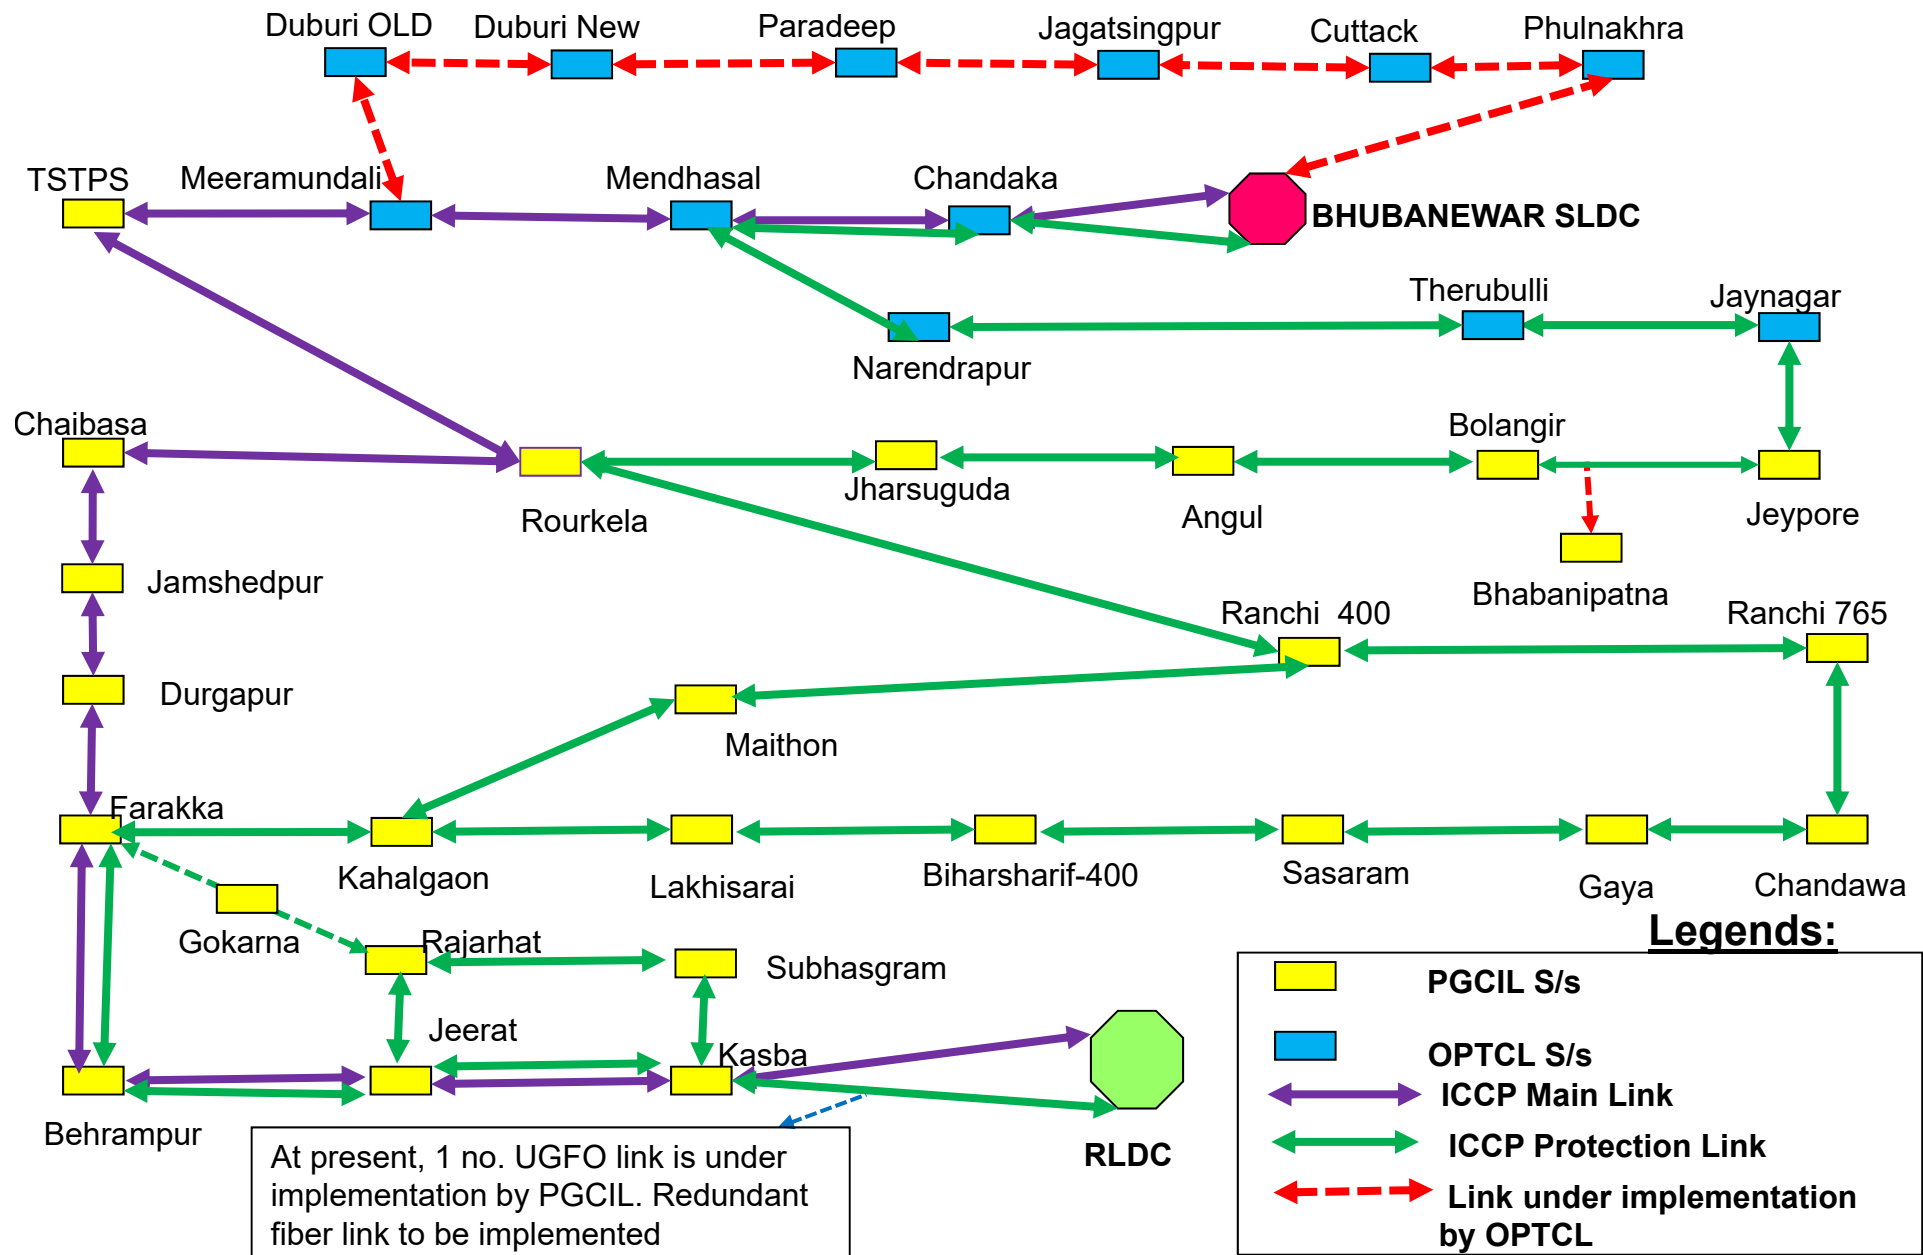 Duburi OLD
Duburi New
Paradeep
Jagatsingpur
Cuttack
Phulnakhra
TSTPS
Meeramundali
Mendhasal
Chandaka
BHUBANEWAR SLDC
Therubulli
Jaynagar
Narendrapur
Chaibasa
Bolangir
Jharsuguda
Rourkela
Angul
Jeypore
Jamshedpur
Bhabanipatna
Ranchi 400
Ranchi 765
Durgapur
Maithon
Farakka
Kahalgaon
Lakhisarai
Biharsharif-400
Sasaram
Gaya
Chandawa
Gokarna
Rajarhat
Subhasgram
Jeerat
Kasba
Behrampur
RLDC
At present, 1 no. UGFO link is under
implementation by PGCIL. Redundant
fiber link to be implemented
Legends:
PGCIL S/s
OPTCL S/s
ICCP Main Link
ICCP Protection Link
Link under implementation
by OPTCL